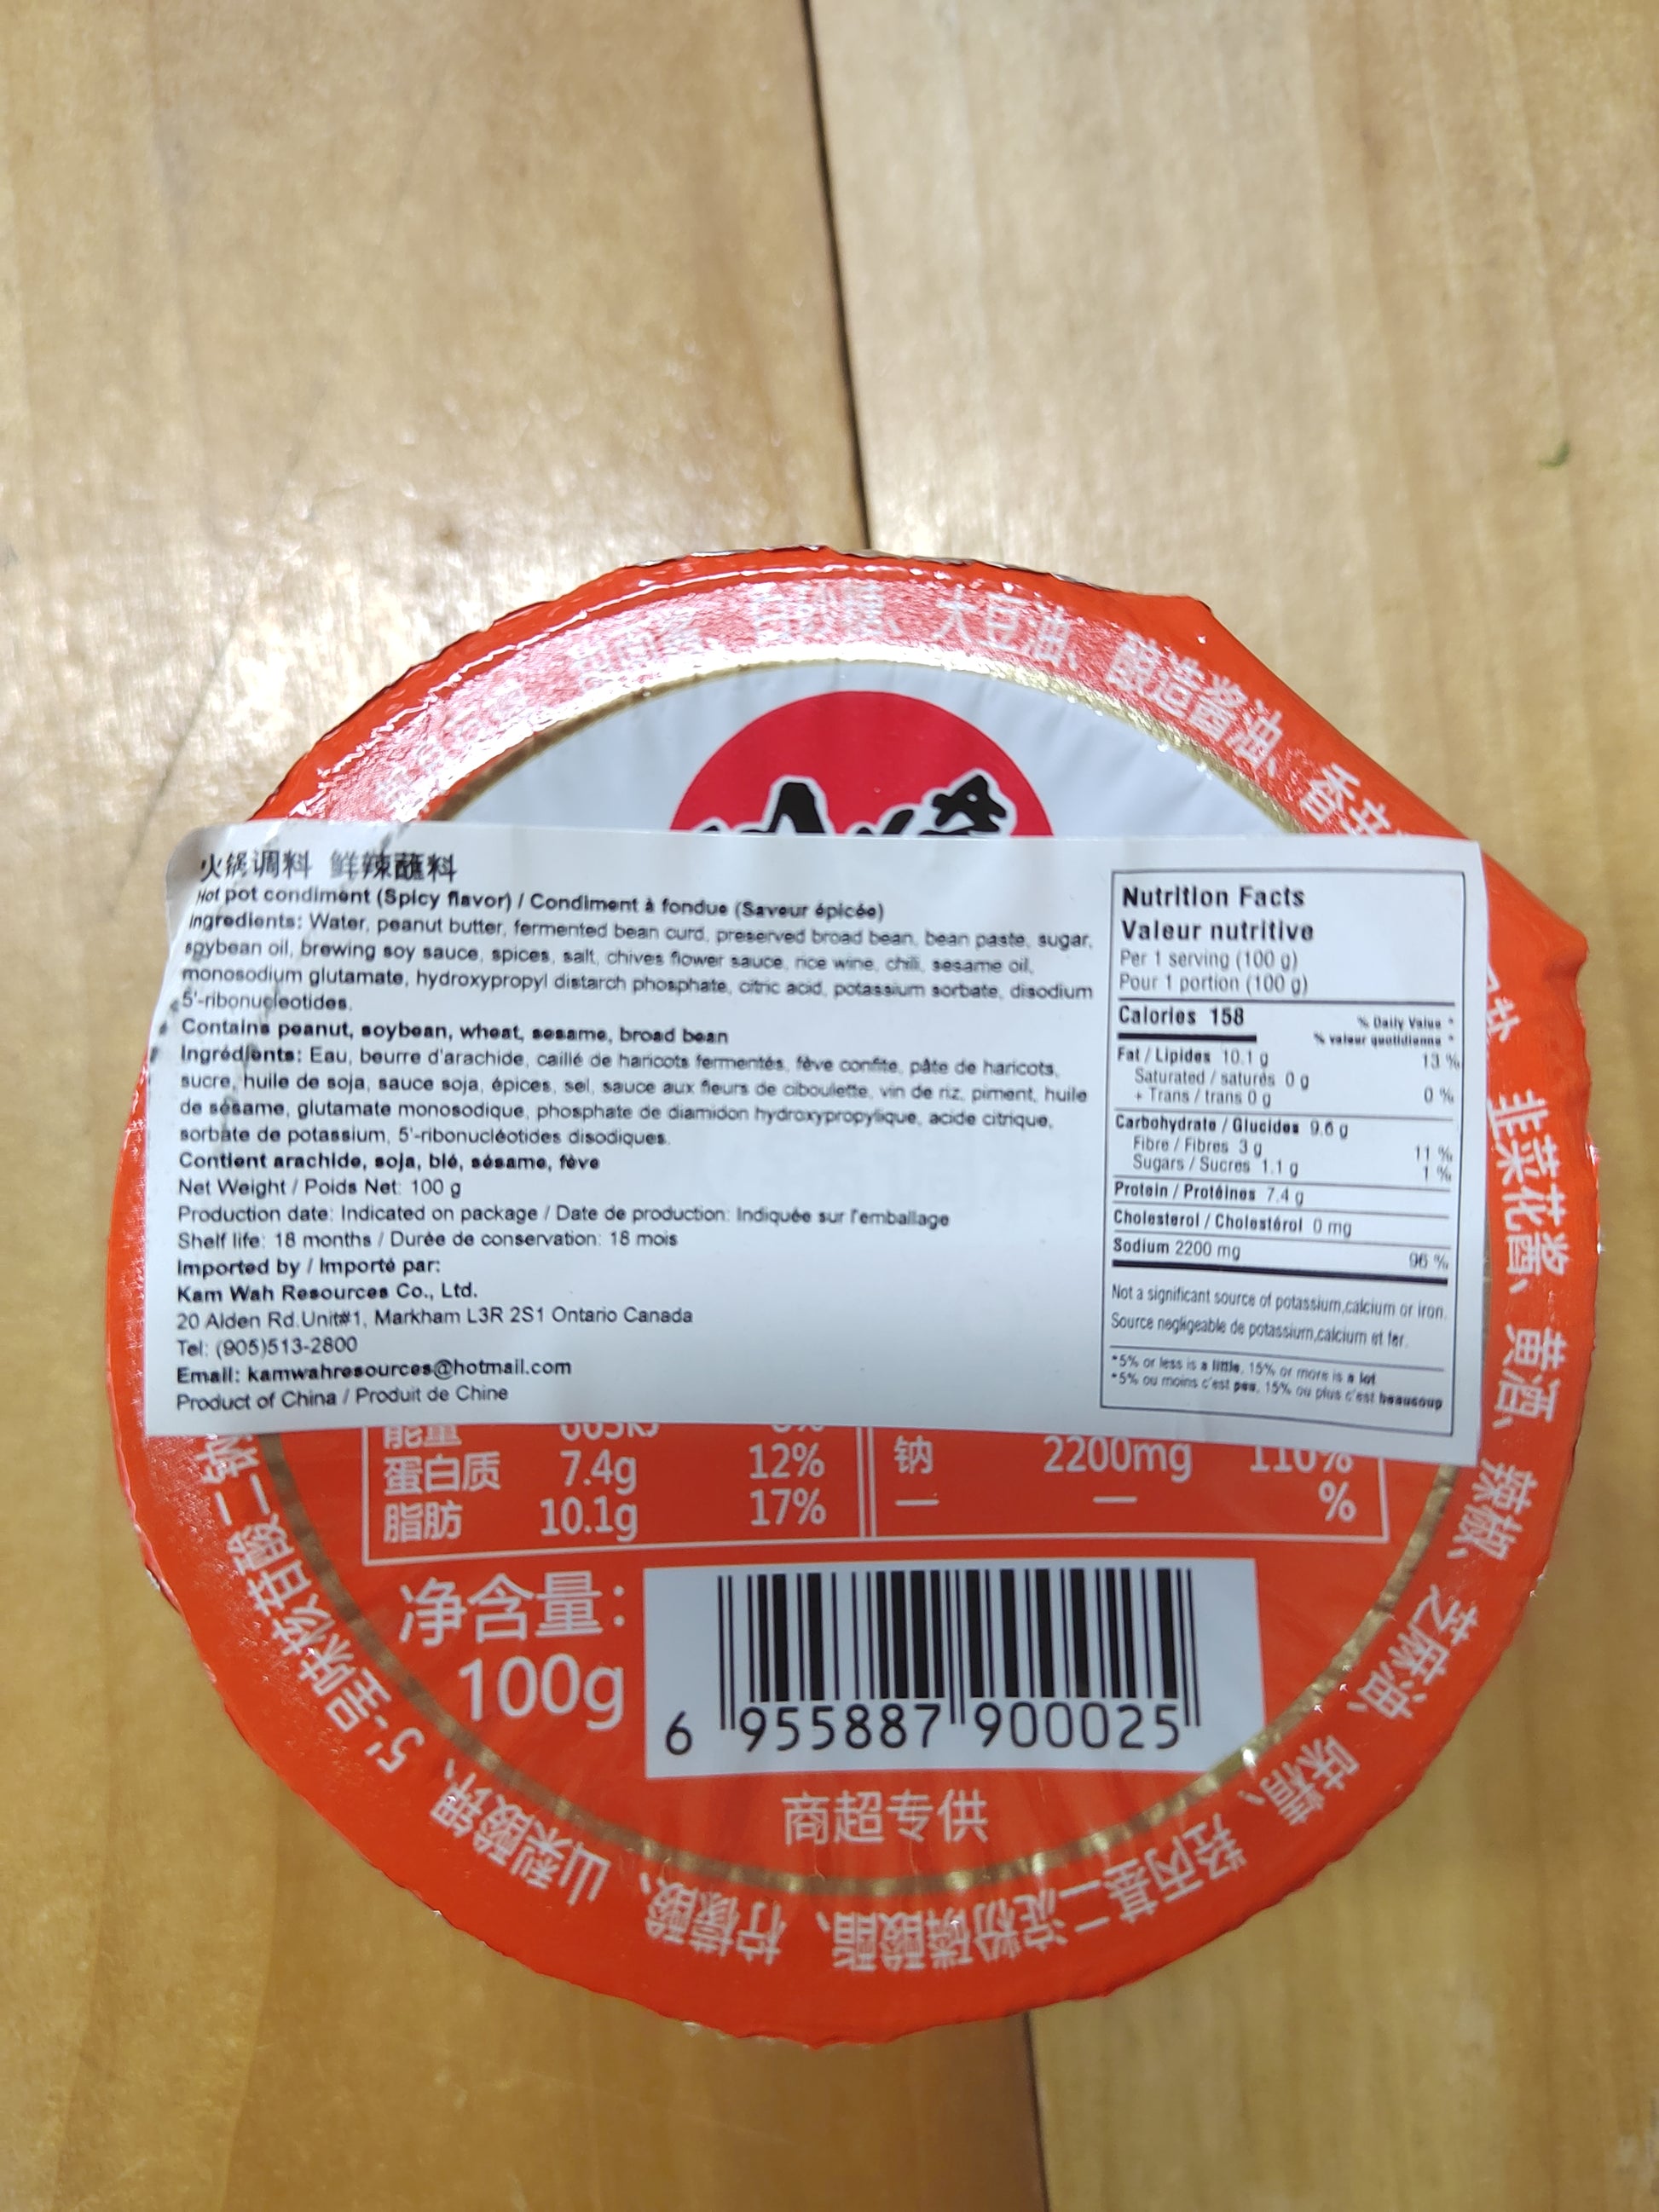 白砂糖、大豆油、酿造酱油、香辛
火锅调料 鲜辣蘸料
Hot pot condiment (Spicy flavor) / Condiment à fondue (Saveur épicée)
Ingredients: Water, peanut butter, fermented bean curd, preserved broad bean, bean paste, sugar,
soybean oil, brewing soy sauce, spices, salt, chives flower sauce, rice wine, chili, sesame oil,
monosodium glutamate, hydroxypropyl distarch phosphate, citric acid, potassium sorbate, disodium
5'-ribonucleotides.
Contains peanut, soybean, wheat, sesame, broad bean
Ingrédients: Eau, beurre d'arachide, caillé de haricots fermentés, fève confite, pâte de haricots,
sucre, huile de soja, sauce soja, épices, sel, sauce aux fleurs de ciboulette, vin de riz, piment, huile
de sésame, glutamate monosodique, phosphate de diamidon hydroxypropylique, acide citrique,
sorbate de potassium, 5'-ribonucléotides disodiques.
Contient arachide, soja, blé, sésame, fève
Net Weight / Poids Net: 100 g
Production date: Indicated on package / Date de production: Indiquée sur l'emballage
Shelf life: 18 months / Durée de conservation: 18 mois
Imported by / Importé par:
Kam Wah Resources Co., Ltd.
20 Alden Rd.Unit#1, Markham L3R 2S1 Ontario Canada
Tel: (905)513-2800
Email: kamwahresources@hotmail.com
Product of China / Produit de Chine
Nutrition Facts
Valeur nutritive
Per 1 serving (100 g)
Pour 1 portion (100 g)
Calories 158
% Daily Value *
% valeur quotidienne *
Fat / Lipides 10.1 g 13 %
Saturated / saturés 0 g
+ Trans / trans 0 g 0 %
Carbohydrate / Glucides 9.6 g
Fibre / Fibres 3 g 11 %
Sugars / Sucres 1.1 g 1 %
Protein / Protéines 7.4 g
Cholesterol / Cholestérol 0 mg
Sodium 2200 mg 96 %
Not a significant source of potassium,calcium or iron.
Source negligeable de potassium,calcium et fer.
*5% or less is a little, 15% or more is a lot
*5% ou moins c'est peu, 15% ou plus c'est beaucoup
蛋白质 7.4g 12% 钠 2200mg 110%
脂肪 10.1g 17% — — %
净含量:
100g
6 955887 900025
商超专供
韭菜花酱、黄酒、辣椒、芝麻油、味精、羟丙基二淀粉磷酸酯、柠檬酸、山梨酸钾、5'-呈味核苷酸二钠